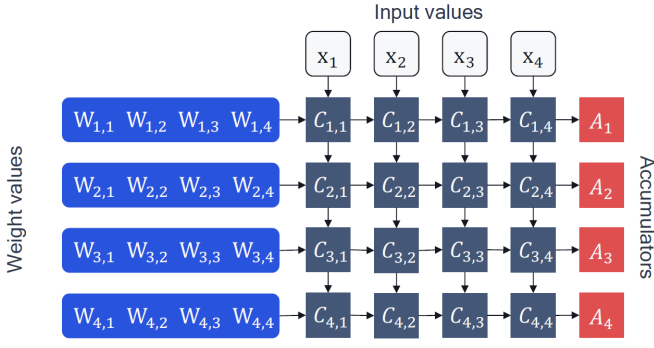 Input values
x1 x2 x3 x4
W1,1 W1,2 W1,3 W1,4 C1,1 C1,2 C1,3 C1,4 A1
W2,1 W2,2 W2,3 W2,4 C2,1 C2,2 C2,3 C2,4 A2
W3,1 W3,2 W3,3 W3,4 C3,1 C3,2 C3,3 C3,4 A3
W4,1 W4,2 W4,3 W4,4 C4,1 C4,2 C4,3 C4,4 A4
Weight values
Accumulators